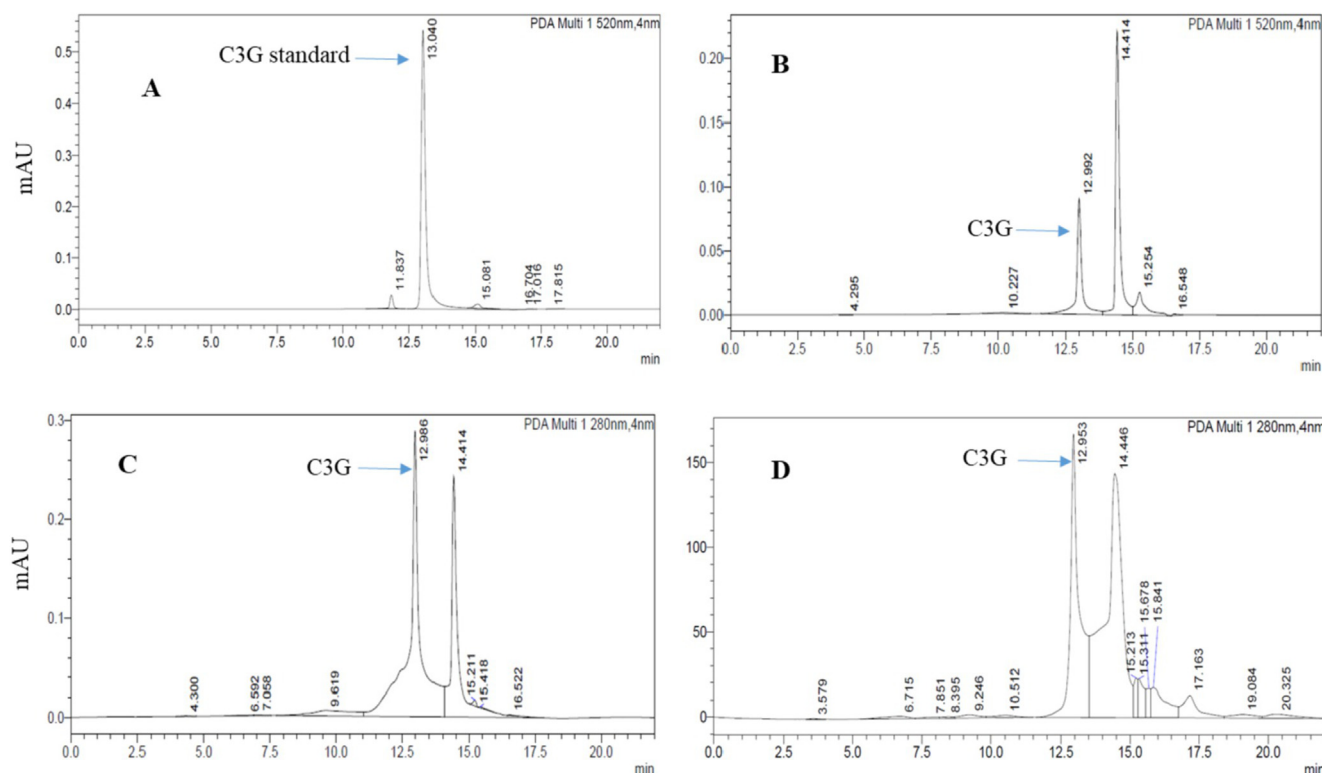 PDA Multi 1 520nm,4nm
C3G standard
A
13.040
11.837
15.081
16.704
17.016
17.815
mAU
0.5
0.4
0.3
0.2
0.1
0.0
0.0 2.5 5.0 7.5 10.0 12.5 15.0 17.5 20.0
min
PDA Multi 1 520nm,4nm
B
C3G
4.295
10.227
12.992
14.414
15.254
16.548
0.20
0.15
0.10
0.05
0.00
0.0 2.5 5.0 7.5 10.0 12.5 15.0 17.5 20.0
min
PDA Multi 1 280nm,4nm
C
C3G
4.300
6.592
7.058
9.619
12.986
14.414
15.211
15.418
16.522
mAU
0.3
0.2
0.1
0.0
0.0 2.5 5.0 7.5 10.0 12.5 15.0 17.5 20.0
min
PDA Multi 1 280nm,4nm
D
C3G
3.579
6.715
7.851
8.395
9.246
10.512
12.953
14.446
15.213
15.311
15.678
15.841
17.163
19.084
20.325
150
100
50
0
0.0 2.5 5.0 7.5 10.0 12.5 15.0 17.5 20.0
min